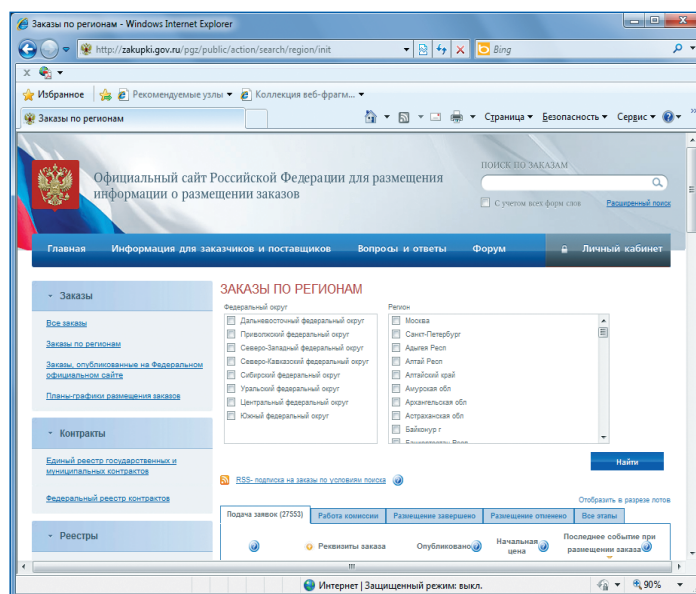 Заказы по регионам - Windows Internet Explorer
http://zakupki.gov.ru/pgz/public/action/search/region/init
Bing
x
Избранное Рекомендуемые узлы Коллекция веб-фрагм...
Заказы по регионам Страница Безопасность Сервис »
Официальный сайт Российской Федерации для размещения
информации о размещении заказов
ПОИСК ПО ЗАКАЗАМ
С учетом всех форм слов Расширенный поиск
Главная Информация для заказчиков и поставщиков Вопросы и ответы Форум Личный кабинет
Заказы
Все заказы
Заказы по регионам
Заказы, опубликованные на Федеральном
официальном сайте
Планы-графики размещения заказов
Контракты
Единый реестр государственных и
муниципальных контрактов
Федеральный реестр контрактов
Реестры
ЗАКАЗЫ ПО РЕГИОНАМ
Федеральный округ
Дальневосточный федеральный округ
Приволжский федеральный округ
Северо-Западный федеральный округ
Северо-Кавказский федеральный округ
Сибирский федеральный округ
Уральский федеральный округ
Центральный федеральный округ
Южный федеральный округ
Регион
Москва
Санкт-Петербург
Адыгея Респ
Алтай Респ
Алтайский край
Амурская обл
Архангельская обл
Астраханская обл
Байконур г
Башкортостан Респ
Найти
RSS- подписка на заказы по условиям поиска
Отобразить в разрезе лотов
Подача заявок (27553) Работа комиссии Размещение завершено Размещение отменено Все этапы
Реквизиты заказа Опубликовано Начальная
цена
Последнее событие при
размещении заказа
Интернет | Защищенный режим: выкл. 90%